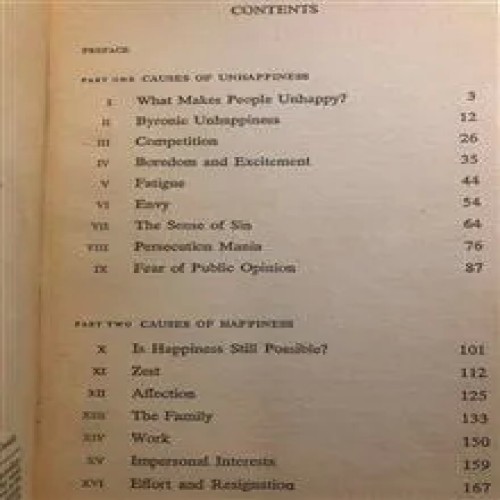 CONTENTS
PREFACE
PART ONE CAUSES OF UNHAPPINESS
I What Makes People Unhappy? 3
II Byronic Unhappiness 12
III Competition 26
IV Boredom and Excitement 35
V Fatigue 44
VI Envy 54
VII The Sense of Sin 64
VIII Persecution Mania 76
IX Fear of Public Opinion 87
PART TWO CAUSES OF HAPPINESS
X Is Happiness Still Possible? 101
XI Zest 112
XII Affection 125
XIII The Family 133
XIV Work 150
XV Impersonal Interests 159
XVI Effort and Resignation 167